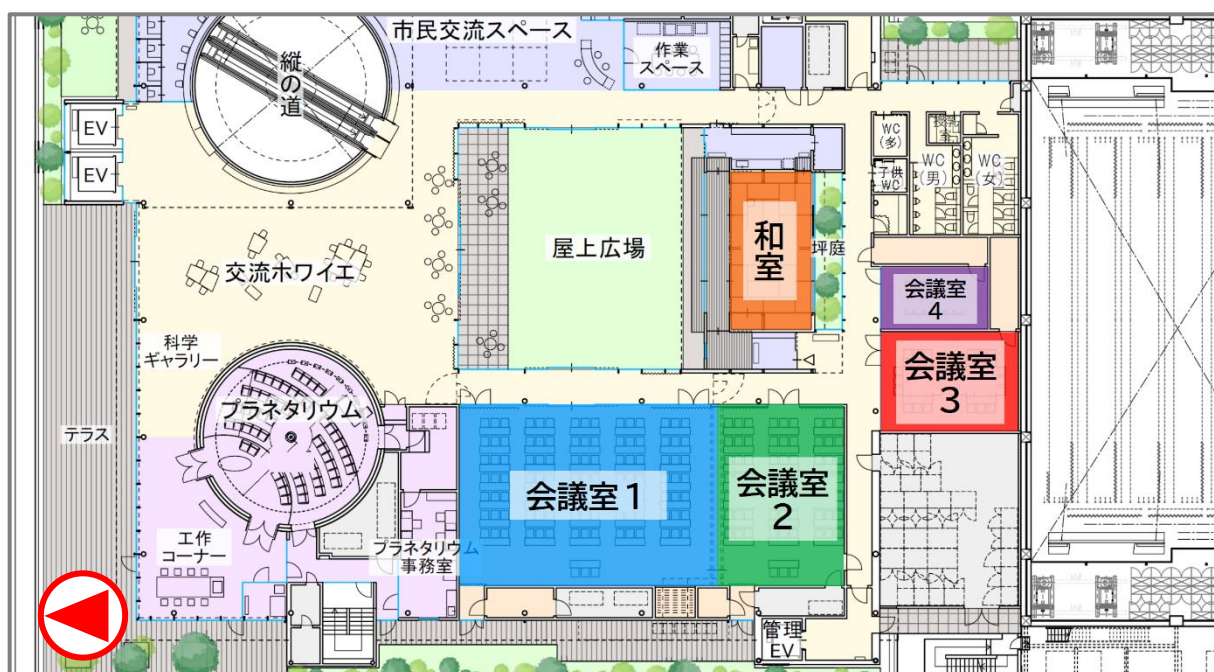 市民交流スペース
作業
スペース
EV
縦の道
EV
EV
WC
(多)
授乳
室
子供
WC
WC
(男)
WC
(女)
和
室
坪庭
屋上広場
交流ホワイエ
会議室
4
科学
ギャラリー
会議室
3
プラネタリウム
テラス
会議室1
会議室
2
工作
コーナー
プラネタリウム
事務室
管理
EV